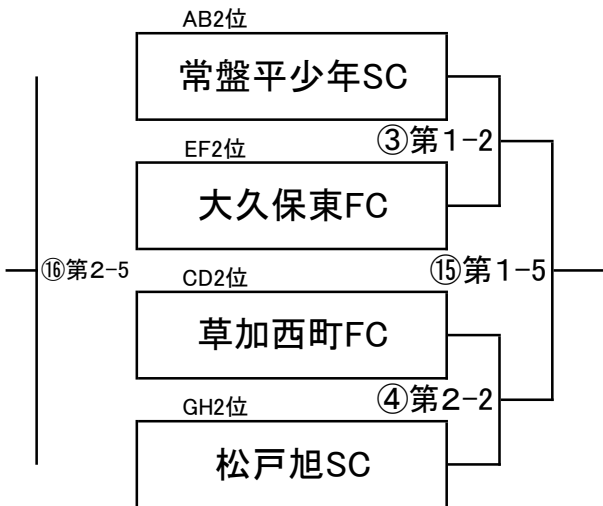 AB2位
常盤平少年SC
③第1-2
EF2位
大久保東FC
⑯第2-5
⑮第1-5
CD2位
草加西町FC
④第2-2
GH2位
松戸旭SC